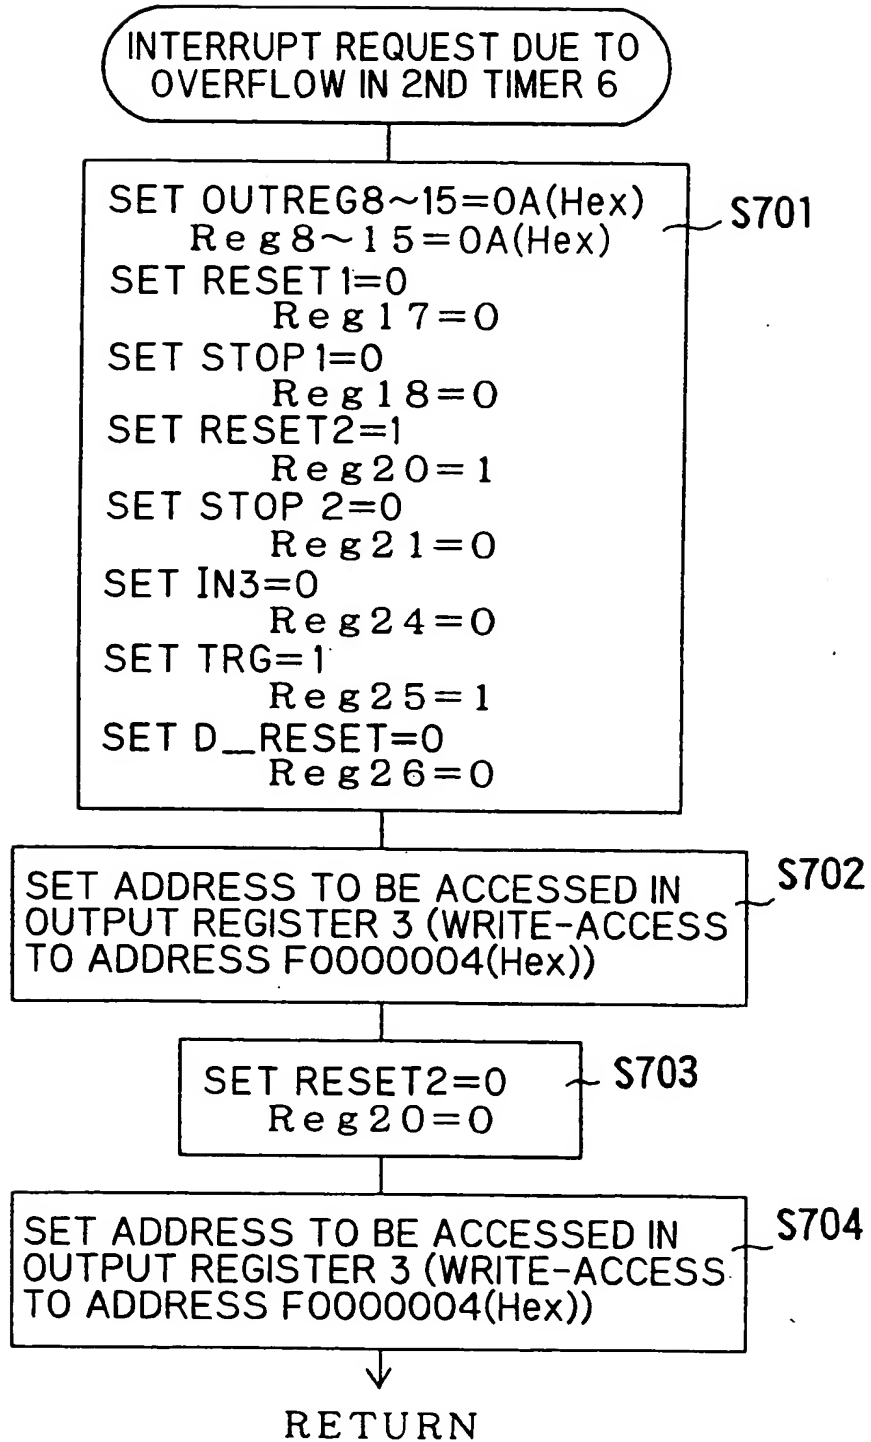 INTERRUPT REQUEST DUE TO
OVERFLOW IN 2ND TIMER 6
SET OUTREG8~15=0A(Hex)
Reg8~15=0A(Hex)
S701
SET RESET1=0
Reg17=0
SET STOP1=0
Reg18=0
SET RESET2=1
Reg20=1
SET STOP 2=0
Reg21=0
SET IN3=0
Reg24=0
SET TRG=1
Reg25=1
SET D_RESET=0
Reg26=0
S702
SET ADDRESS TO BE ACCESSED IN
OUTPUT REGISTER 3 (WRITE-ACCESS
TO ADDRESS F0000004(Hex))
SET RESET2=0
Reg20=0
S703
S704
SET ADDRESS TO BE ACCESSED IN
OUTPUT REGISTER 3 (WRITE-ACCESS
TO ADDRESS F0000004(Hex))
RETURN